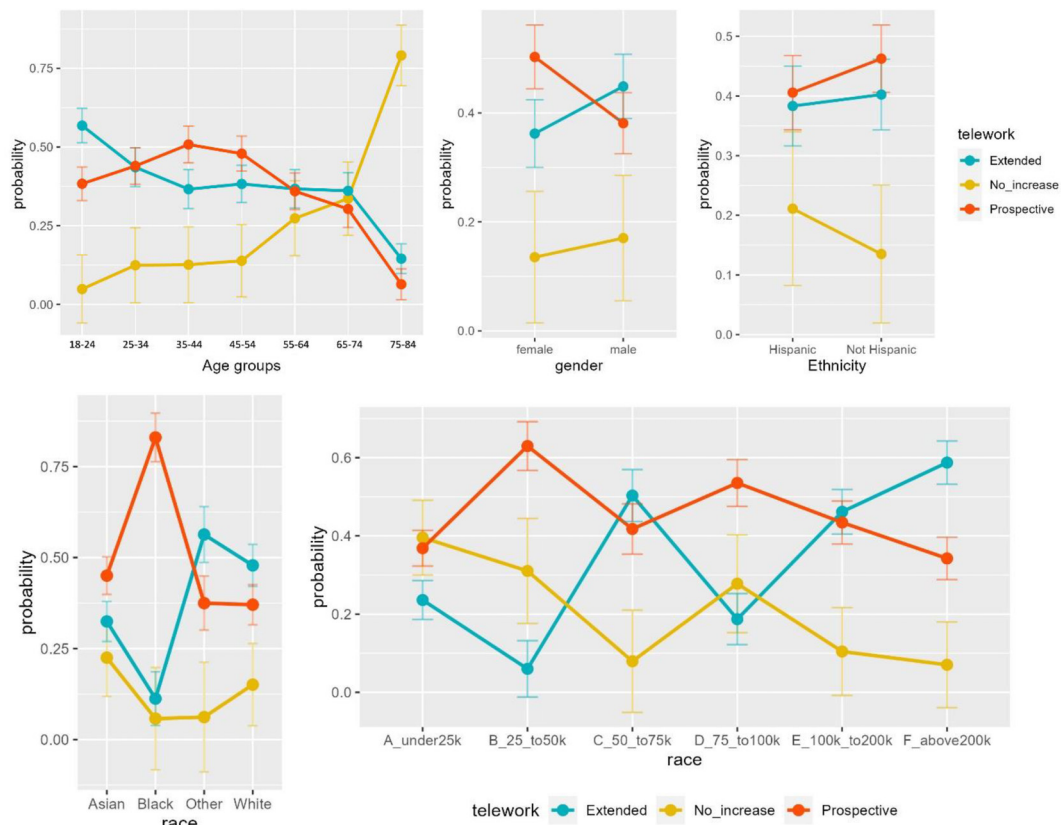 0.75
0.50
0.25
0.00
probability
18-24 25-34 35-44 45-54 55-64 65-74 75-84
Age groups
0.4
0.2
0.0
probability
female male
gender
0.5
0.4
0.3
0.2
0.1
0.0
probability
Hispanic Not Hispanic
Ethnicity
telework
Extended
No_increase
Prospective
0.75
0.50
0.25
0.00
probability
Asian Black Other White
race
0.6
0.4
0.2
0.0
probability
A_under25k B_25_to50k C_50_to75k D_75_to100k E_100k_to200k F_above200k
race
telework Extended No_increase Prospective